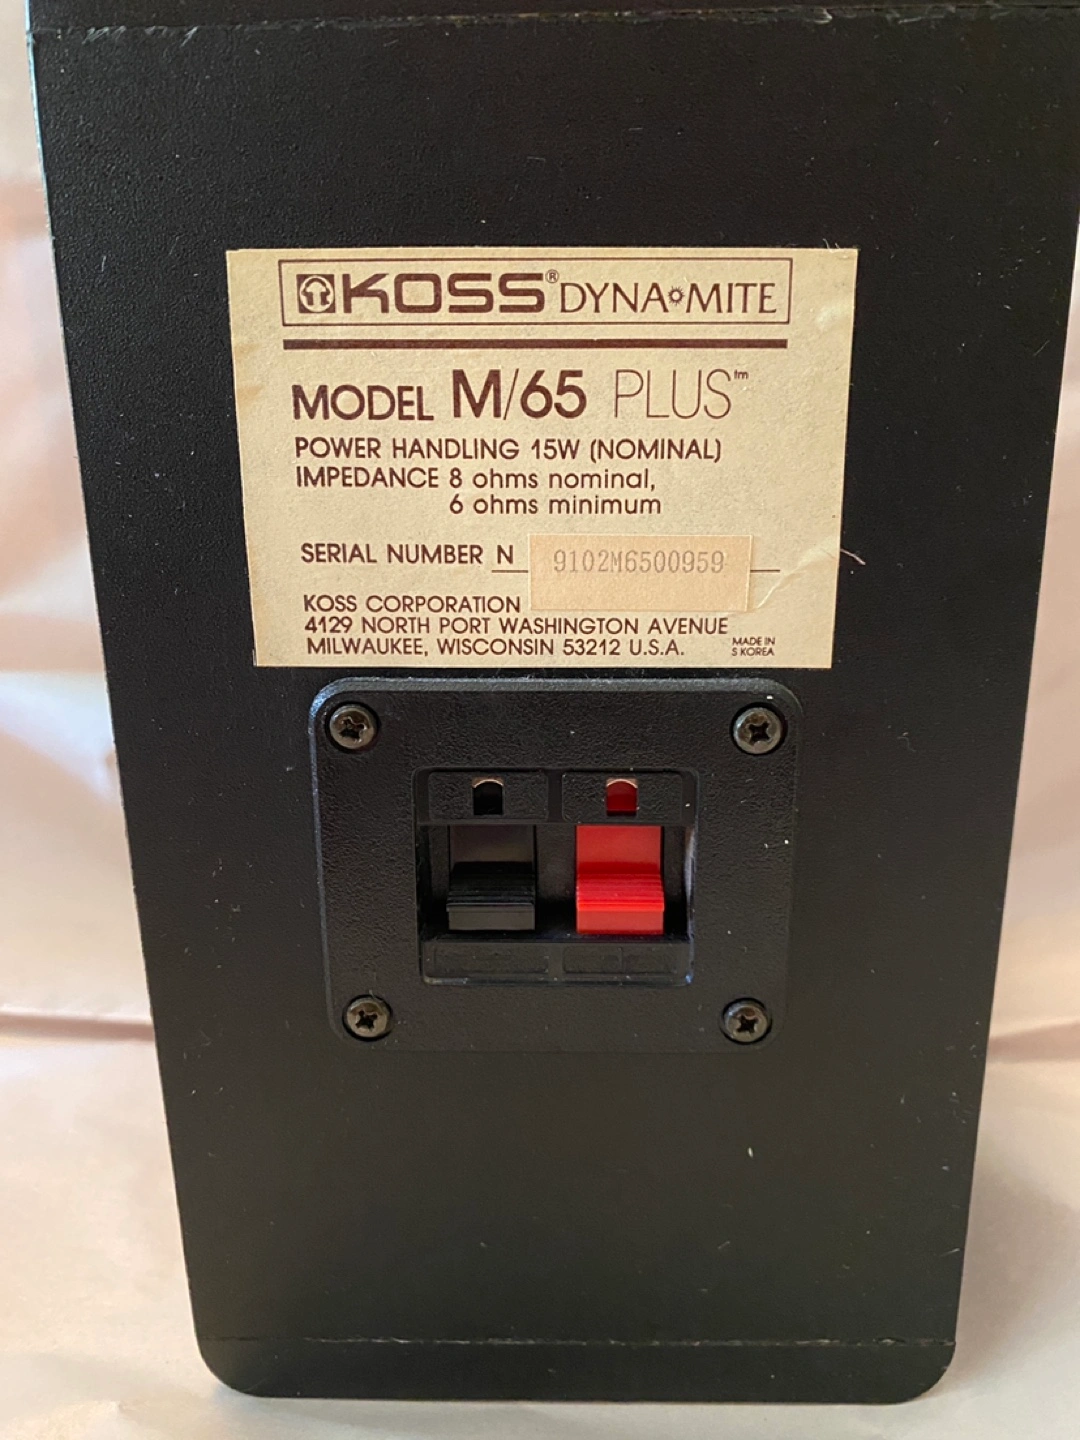 KOSS® DYNA✹MITE
MODEL M/65 PLUS™
POWER HANDLING 15W (NOMINAL)
IMPEDANCE 8 ohms nominal,
6 ohms minimum
SERIAL NUMBER N 9102M6500959
KOSS CORPORATION
4129 NORTH PORT WASHINGTON AVENUE
MILWAUKEE, WISCONSIN 53212 U.S.A.
MADE IN
S KOREA